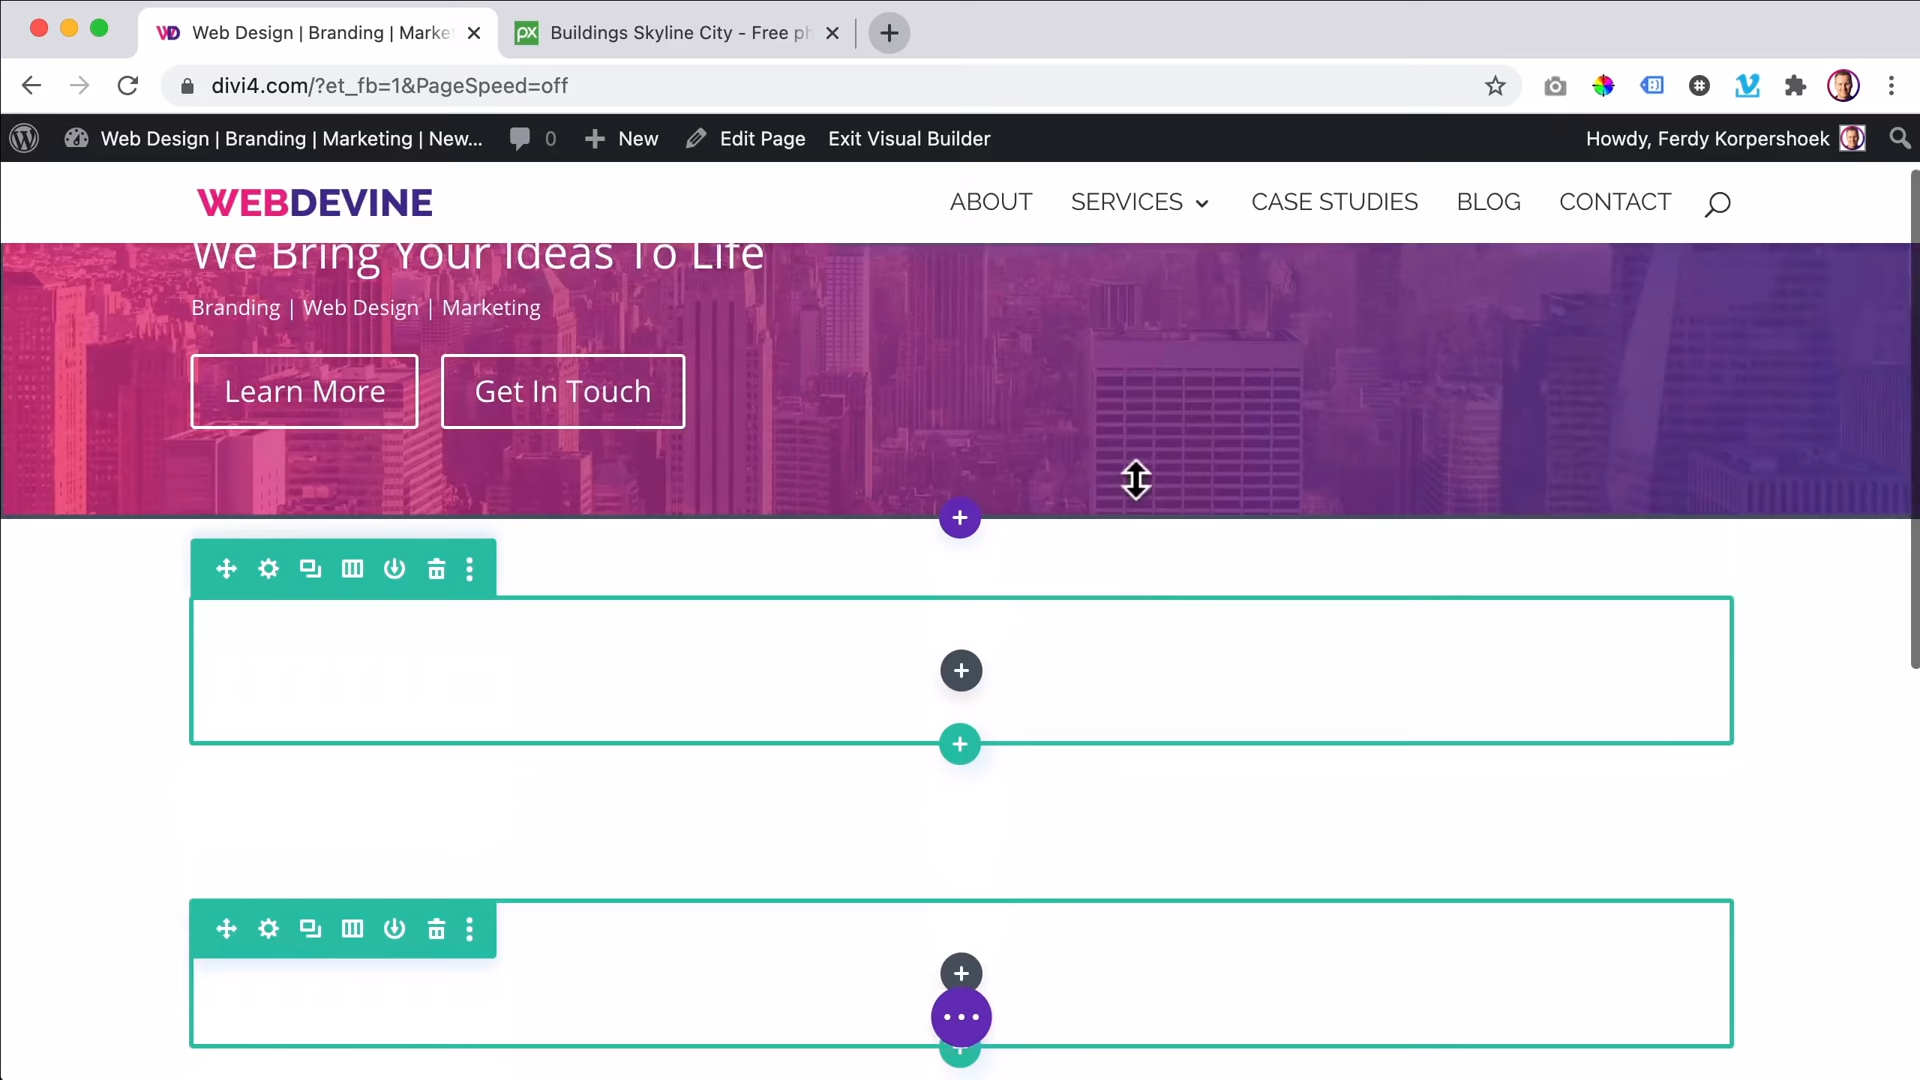 Web Design | Branding | Marke
px
Buildings Skyline City - Free ph
divi4.com/?et_fb=1&PageSpeed=off
Web Design | Branding | Marketing | New...
0
New
Edit Page
Exit Visual Builder
Howdy, Ferdy Korpershoek
WEBDEVINE
ABOUT
SERVICES
CASE STUDIES
BLOG
CONTACT
We Bring Your Ideas To Life
Branding | Web Design | Marketing
Learn More
Get In Touch